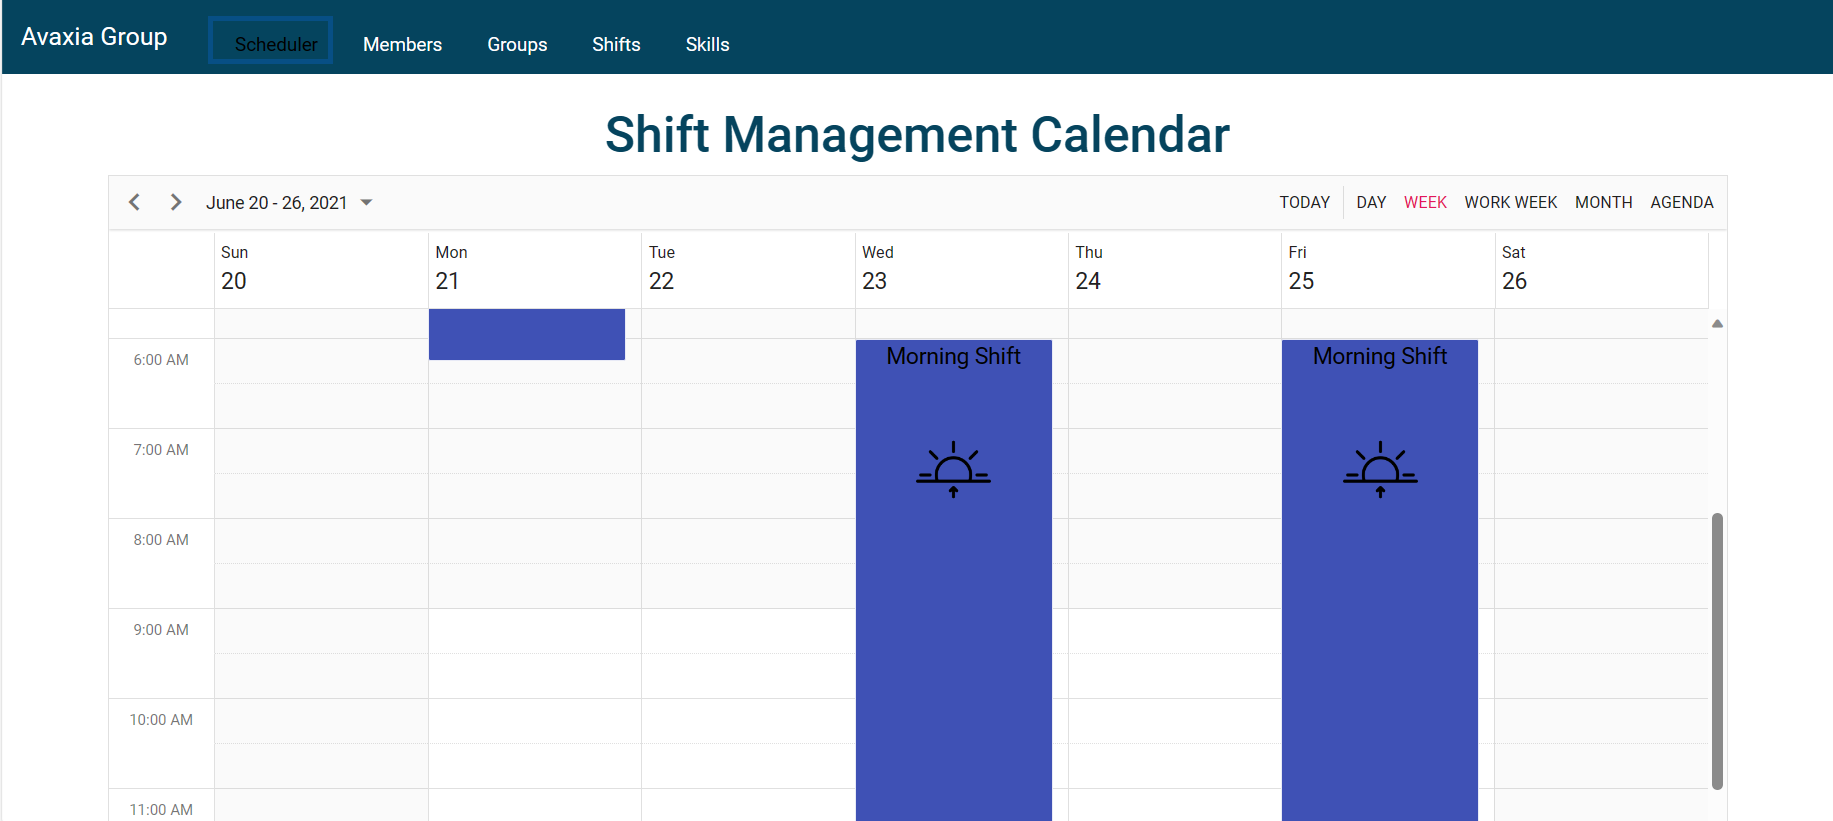 Avaxia Group Scheduler Members Groups Shifts Skills
Shift Management Calendar
June 20 - 26, 2021 TODAY DAY WEEK WORK WEEK MONTH AGENDA
Sun Mon Tue Wed Thu Fri Sat
20 21 22 23 24 25 26
6:00 AM Morning Shift Morning Shift
7:00 AM
8:00 AM
9:00 AM
10:00 AM
11:00 AM